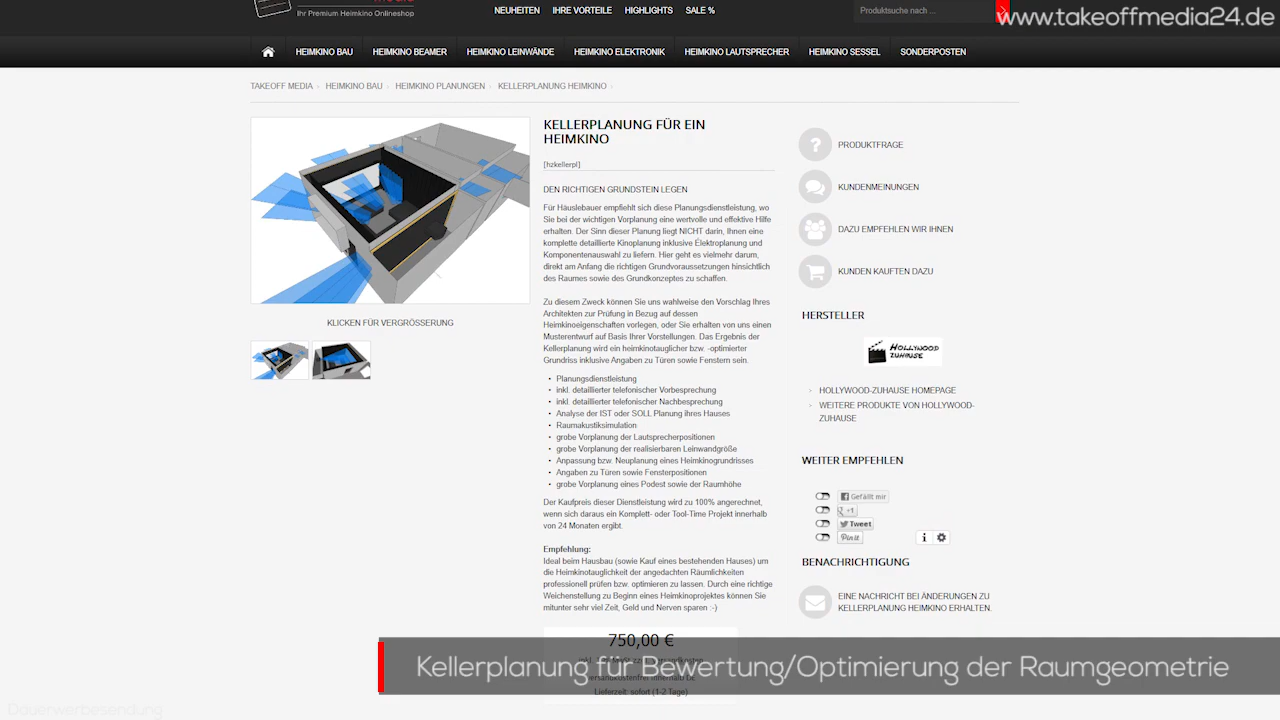 Ihr Premium Heimkino Onlineshop
NEUHEITEN IHRE VORTEILE HIGHLIGHTS SALE %
Produktsuche nach ...
www.takeoffmedia24.de
HEIMKINO BAU HEIMKINO BEAMER HEIMKINO LEINWÄNDE HEIMKINO ELEKTRONIK HEIMKINO LAUTSPRECHER HEIMKINO SESSEL SONDERPOSTEN
TAKEOFF MEDIA › HEIMKINO BAU › HEIMKINO PLANUNGEN › KELLERPLANUNG HEIMKINO ›
KLICKEN FÜR VERGRÖSSERUNG
KELLERPLANUNG FÜR EIN
HEIMKINO
[hzkellerpl]
DEN RICHTIGEN GRUNDSTEIN LEGEN
Für Häuslebauer empfiehlt sich diese Planungsdienstleistung, wo
Sie bei der wichtigen Vorplanung eine wertvolle und effektive Hilfe
erhalten. Der Sinn dieser Planung liegt NICHT darin, Ihnen eine
komplette detaillierte Kinoplanung inklusive Elektroplanung und
Komponentenauswahl zu liefern. Hier geht es vielmehr darum,
direkt am Anfang die richtigen Grundvoraussetzungen hinsichtlich
des Raumes sowie des Grundkonzeptes zu schaffen.
Zu diesem Zweck können Sie uns wahlweise den Vorschlag Ihres
Architekten zur Prüfung in Bezug auf dessen
Heimkinoeigenschaften vorlegen, oder Sie erhalten von uns einen
Musterentwurf auf Basis Ihrer Vorstellungen. Das Ergebnis der
Kellerplanung wird ein heimkinotauglicher bzw. -optimierter
Grundriss inklusive Angaben zu Türen sowie Fenstern sein.
• Planungsdienstleistung
• inkl. detaillierter telefonischer Vorbesprechung
• inkl. detaillierter telefonischer Nachbesprechung
• Analyse der IST oder SOLL Planung ihres Hauses
• Raumakustiksimulation
• grobe Vorplanung der Lautsprecherpositionen
• grobe Vorplanung der realisierbaren Leinwandgröße
• Anpassung bzw. Neuplanung eines Heimkinogrundrisses
• Angaben zu Türen sowie Fensterpositionen
• grobe Vorplanung eines Podest sowie der Raumhöhe
Der Kaufpreis dieser Dienstleistung wird zu 100% angerechnet,
wenn sich daraus ein Komplett- oder Tool-Time Projekt innerhalb
von 24 Monaten ergibt.
Empfehlung:
Ideal beim Hausbau (sowie Kauf eines bestehenden Hauses) um
die Heimkinotauglichkeit der angedachten Räumlichkeiten
professionell prüfen bzw. optimieren zu lassen. Durch eine richtige
Weichenstellung zu Beginn eines Heimkinoprojektes können Sie
mitunter sehr viel Zeit, Geld und Nerven sparen :-)
750,00 €
Lieferzeit: sofort (1-2 Tage)
PRODUKTFRAGE
KUNDENMEINUNGEN
DAZU EMPFEHLEN WIR IHNEN
KUNDEN KAUFTEN DAZU
HERSTELLER
HOLLYWOOD
ZUHAUSE
HOLLYWOOD-ZUHAUSE HOMEPAGE
WEITERE PRODUKTE VON HOLLYWOOD-
ZUHAUSE
WEITER EMPFEHLEN
Gefällt mir
+1
Tweet
Pinit
BENACHRICHTIGUNG
EINE NACHRICHT BEI ÄNDERUNGEN ZU
KELLERPLANUNG HEIMKINO ERHALTEN.
Kellerplanung für Bewertung/Optimierung der Raumgeometrie
Dauerwerbesendung